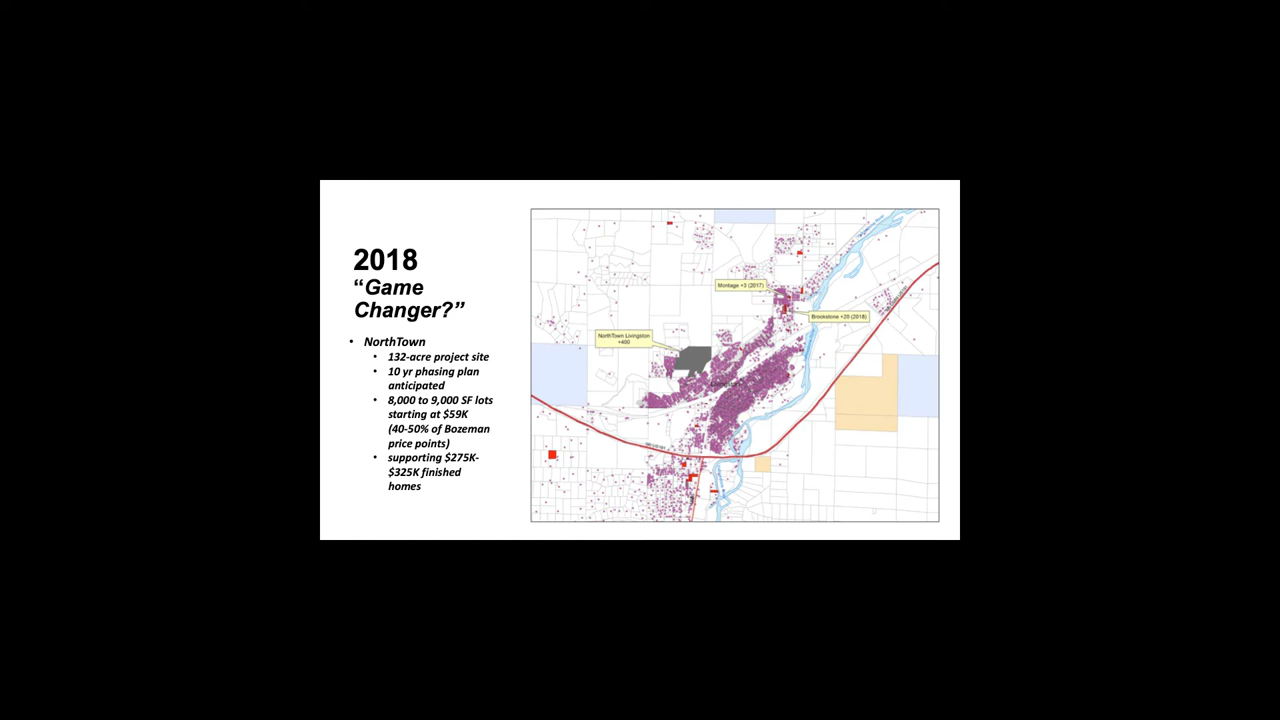 2018
“Game
Changer?”
• NorthTown
• 132-acre project site
• 10 yr phasing plan
anticipated
• 8,000 to 9,000 SF lots
starting at $59K
(40-50% of Bozeman
price points)
• supporting $275K-
$325K finished
homes
Montage +3 (2017)
Brookstone +20 (2018)
NorthTown Livingston
+400